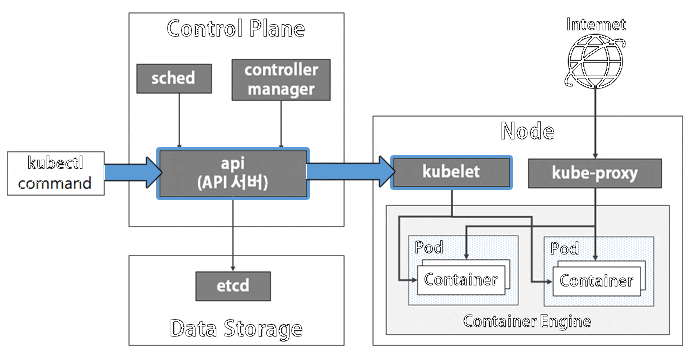 Control Plane
sched
controller
manager
kubectl
command
api
(API 서버)
etcd
Data Storage
Internet
Node
kubelet
kube-proxy
Pod
Container
Pod
Container
Container Engine